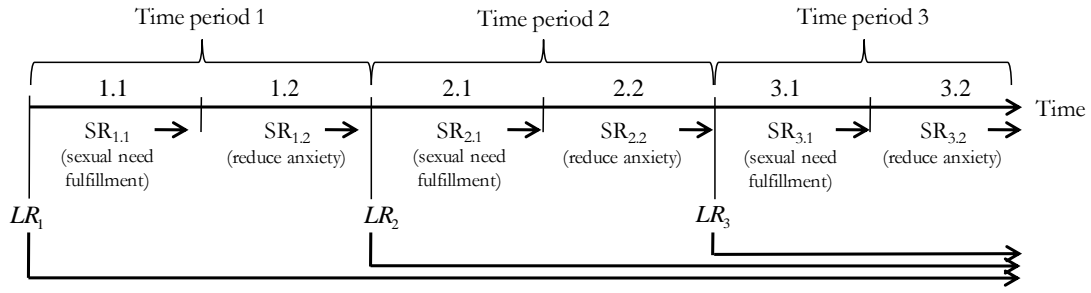 Time period 1
Time period 2
Time period 3
1.1
1.2
2.1
2.2
3.1
3.2
Time
SR1.1
(sexual need
fulfillment)
SR1.2
(reduce anxiety)
SR2.1
(sexual need
fulfillment)
SR2.2
(reduce anxiety)
SR3.1
(sexual need
fulfillment)
SR3.2
(reduce anxiety)
LR1
LR2
LR3